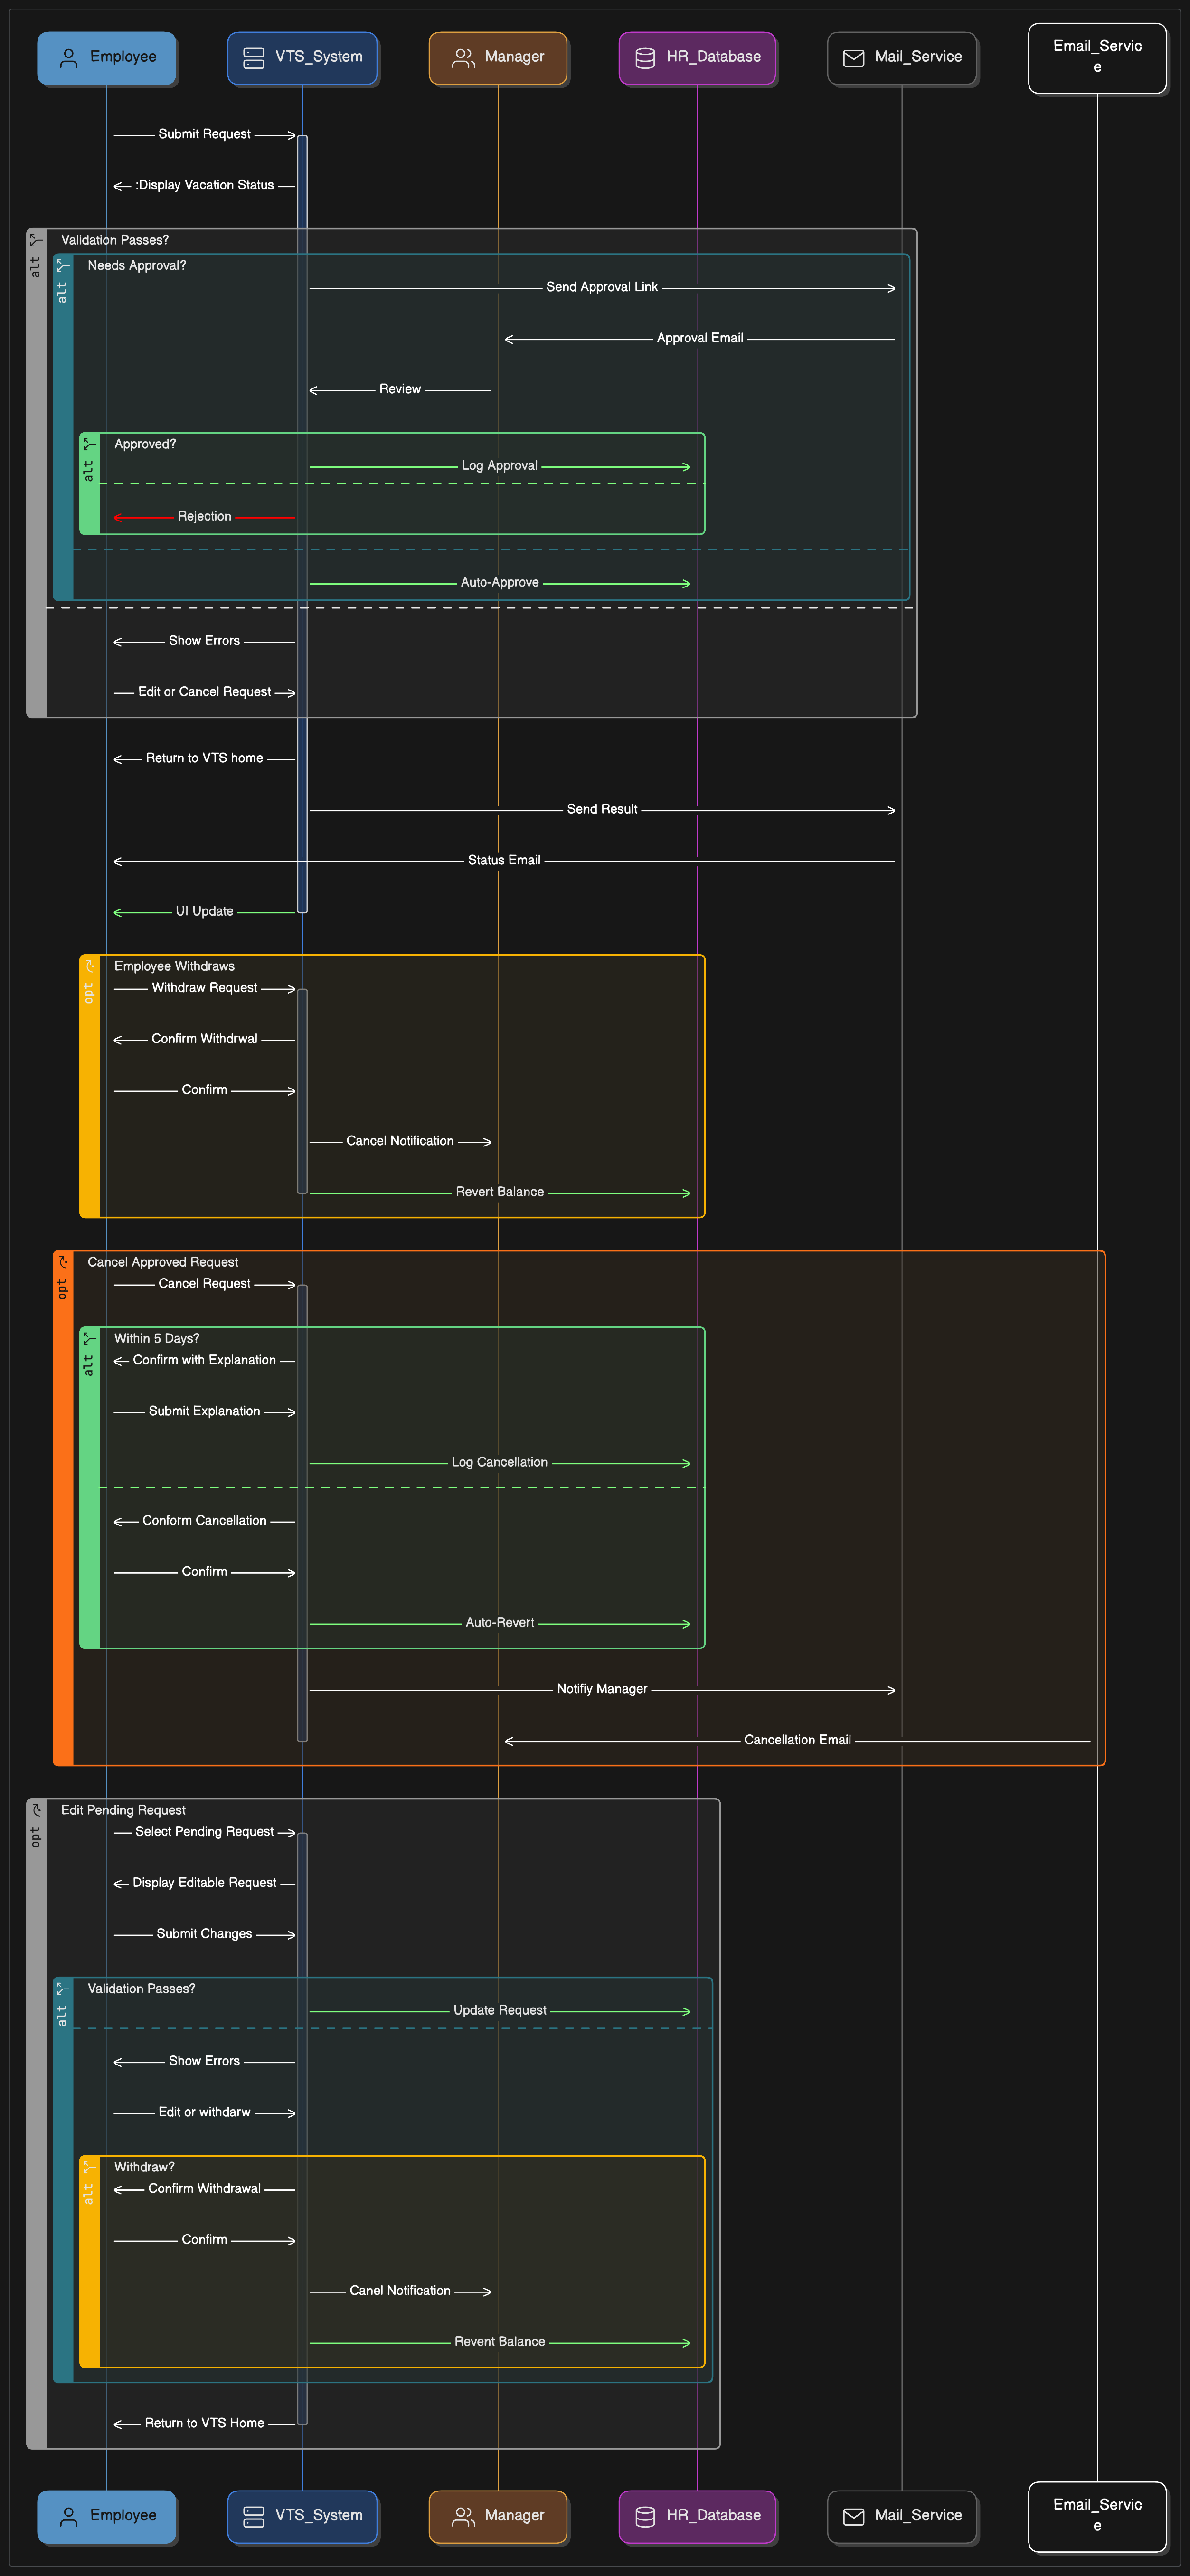 Employee
VTS_System
Manager
HR_Database
Mail_Service
Email_Servic
e
Submit Request
:Display Vacation Status
alt
Validation Passes?
alt
Needs Approval?
Send Approval Link
Approval Email
Review
alt
Approved?
Log Approval
Rejection
Auto-Approve
Show Errors
Edit or Cancel Request
Return to VTS home
Send Result
Status Email
UI Update
opt
Employee Withdraws
Withdraw Request
Confirm Withdrwal
Confirm
Cancel Notification
Revert Balance
opt
Cancel Approved Request
Cancel Request
alt
Within 5 Days?
Confirm with Explanation
Submit Explanation
Log Cancellation
Conform Cancellation
Confirm
Auto-Revert
Notifiy Manager
Cancellation Email
opt
Edit Pending Request
Select Pending Request
Display Editable Request
Submit Changes
alt
Validation Passes?
Update Request
Show Errors
Edit or withdarw
alt
Withdraw?
Confirm Withdrawal
Confirm
Canel Notification
Revent Balance
Return to VTS Home
Employee
VTS_System
Manager
HR_Database
Mail_Service
Email_Servic
e